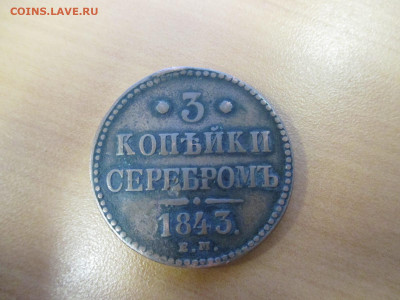 COINS.LAVE.RU
· 3 ·
КОПѢЙКИ
СЕРЕБРОМЪ
1843.
Е.М.